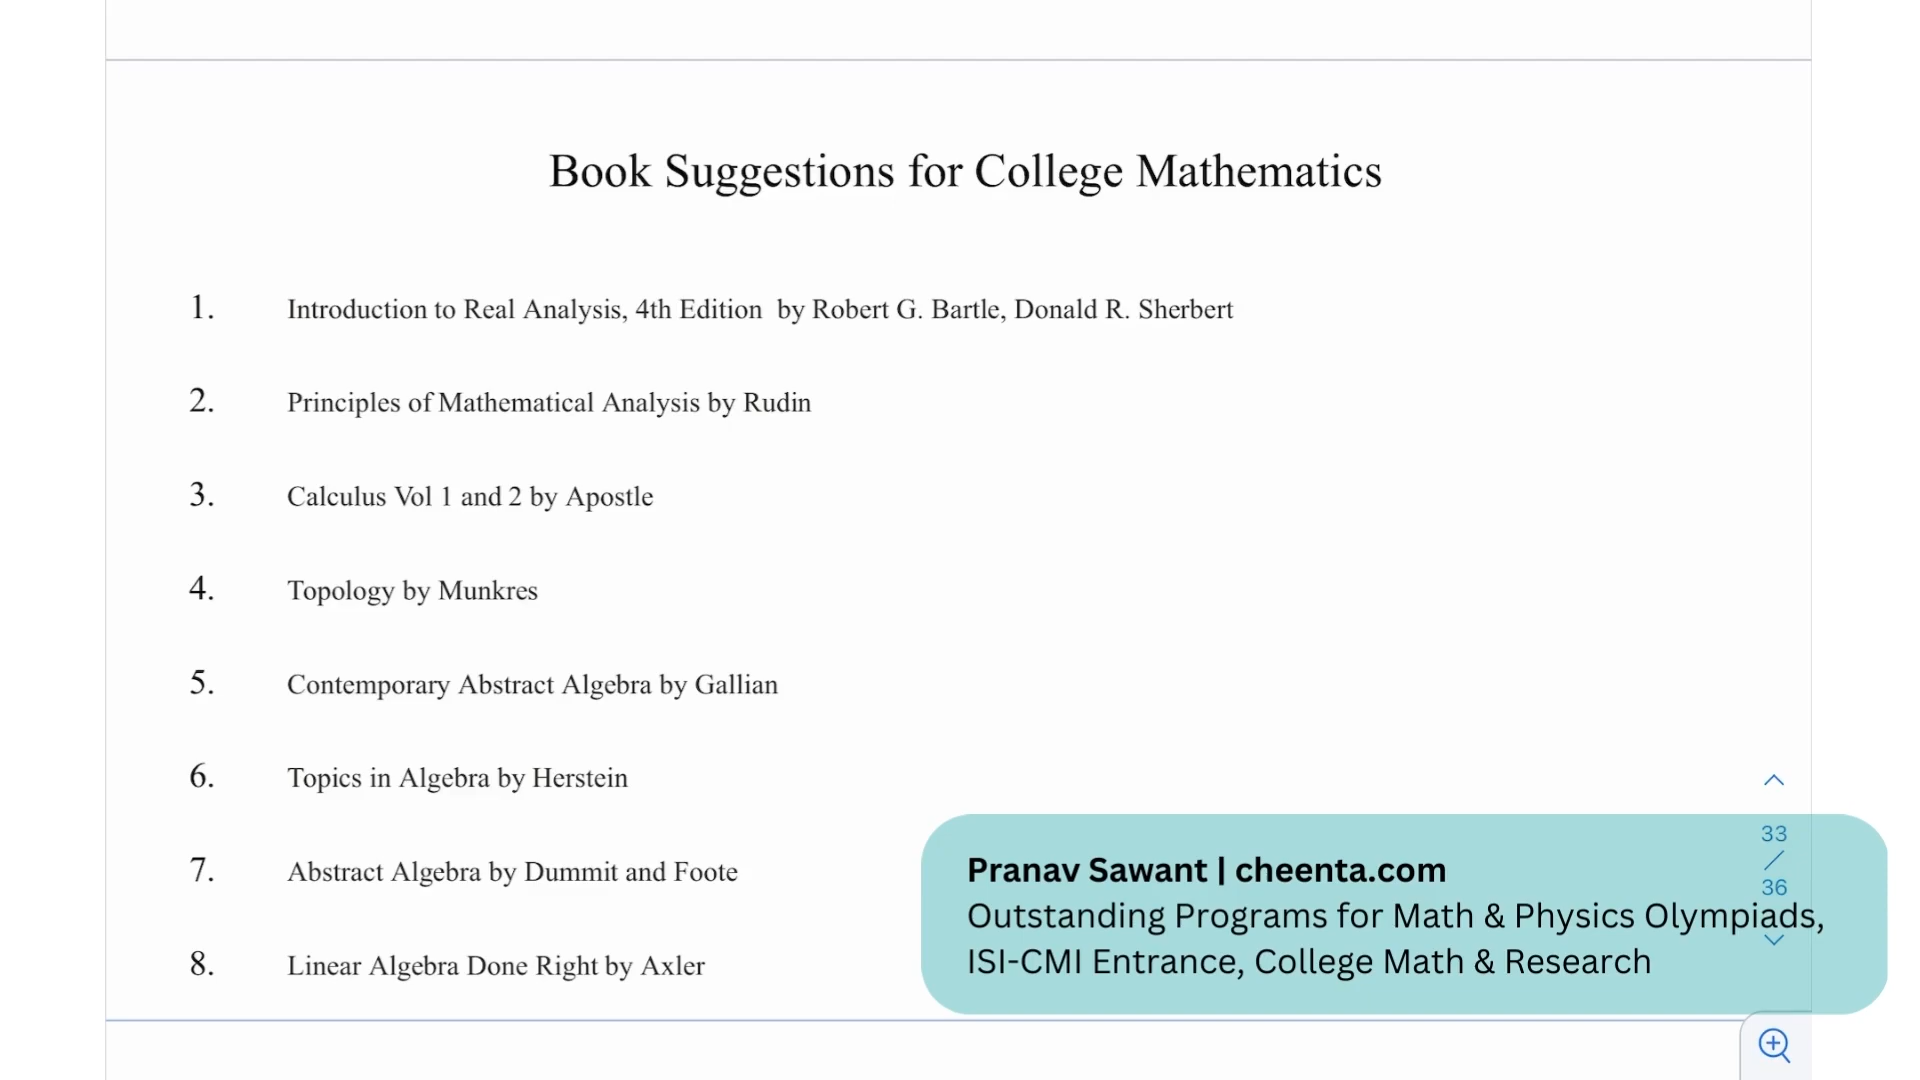 Book Suggestions for College Mathematics
1. Introduction to Real Analysis, 4th Edition by Robert G. Bartle, Donald R. Sherbert
2. Principles of Mathematical Analysis by Rudin
3. Calculus Vol 1 and 2 by Apostle
4. Topology by Munkres
5. Contemporary Abstract Algebra by Gallian
6. Topics in Algebra by Herstein
7. Abstract Algebra by Dummit and Foote
8. Linear Algebra Done Right by Axler
33
/
36
Pranav Sawant | cheenta.com
Outstanding Programs for Math & Physics Olympiads,
ISI-CMI Entrance, College Math & Research